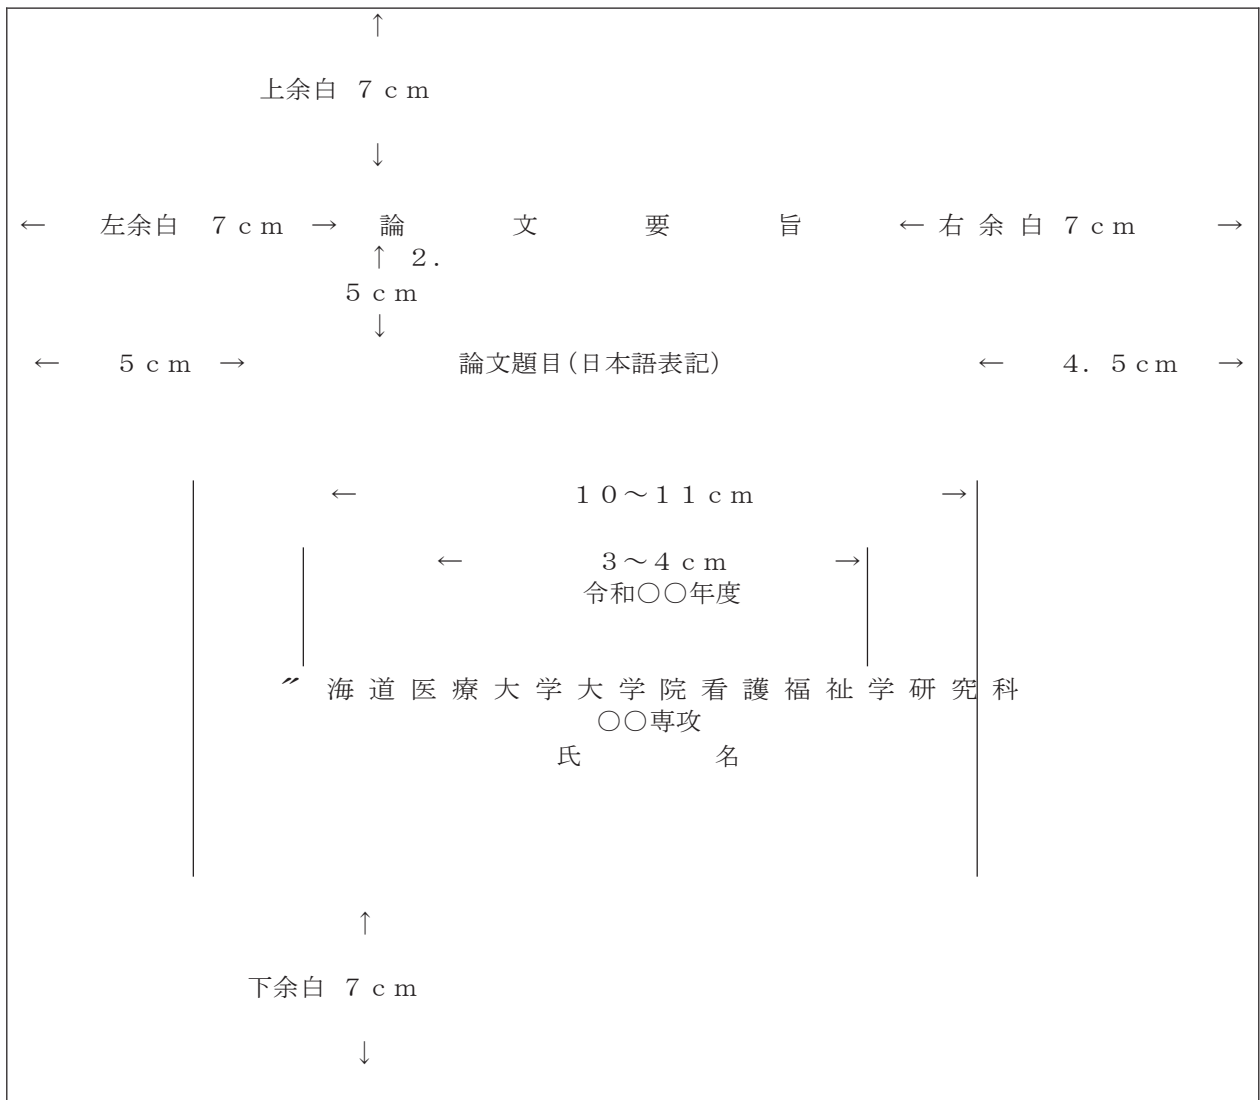 ↑
上余白 7cm
↓
← 左余白 7cm → 論 文 要 旨 ← 右余白7cm →
↑ 2.
5cm
↓
← 5cm → 論文題目(日本語表記) ← 4.5cm →
← 10～11cm →
← 3～4cm →
令和○○年度
海道医療大学大学院看護福祉学研究科
○○専攻
氏 名
↑
下余白 7cm
↓